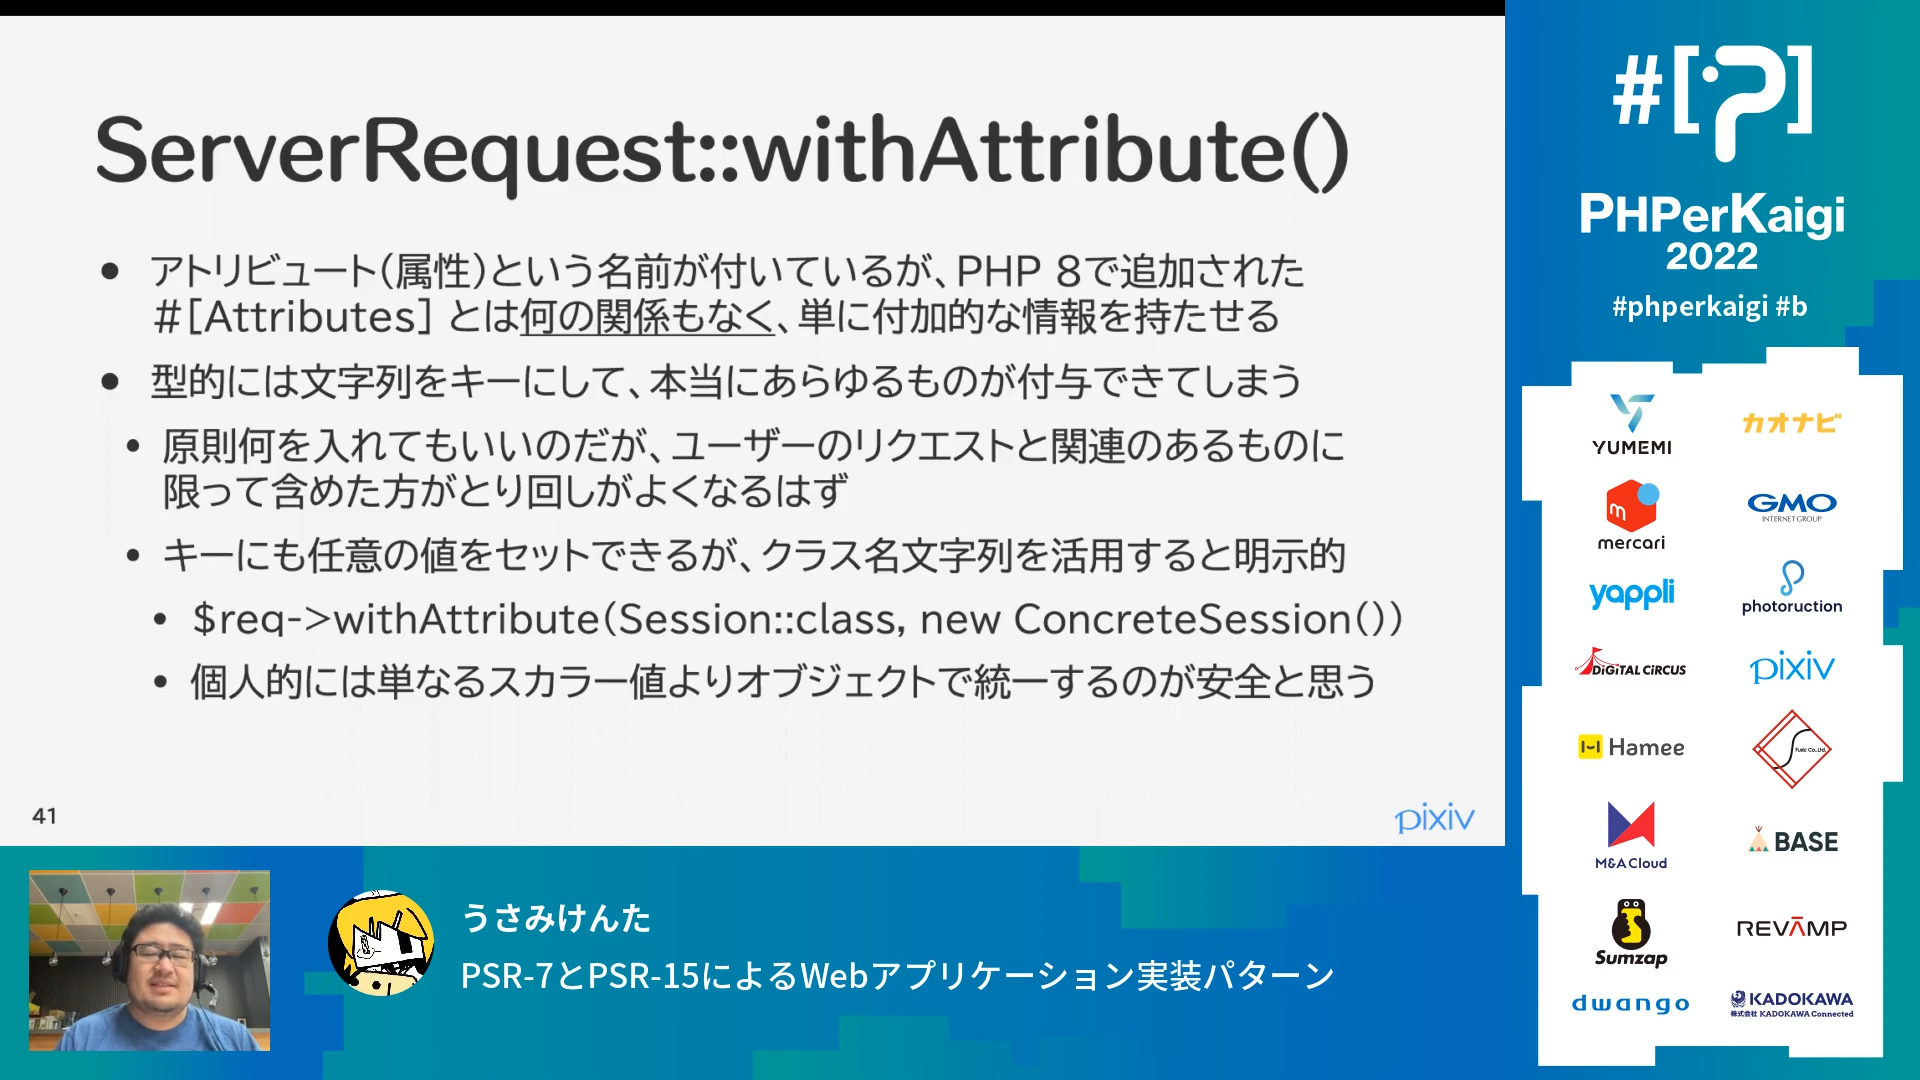 ServerRequest::withAttribute()
• アトリビュート(属性)という名前が付いているが、PHP 8で追加された
#[Attributes] とは何の関係もなく、単に付加的な情報を持たせる
• 型的には文字列をキーにして、本当にあらゆるものが付与できてしまう
• 原則何を入れてもいいのだが、ユーザーのリクエストと関連のあるものに
限って含めた方がとり回しがよくなるはず
• キーにも任意の値をセットできるが、クラス名文字列を活用すると明示的
• $req->withAttribute(Session::class, new ConcreteSession())
• 個人的には単なるスカラー値よりオブジェクトで統一するのが安全と思う
41
pixiv
うさみけんた
PSR-7とPSR-15によるWebアプリケーション実装パターン
#[?]
PHPerKaigi
2022
#phperkaigi #b
YUMEMI
カオナビ
mercari
GMO
INTERNET GROUP
yappli
photoruction
DiGiTAL CiRCUS
pixiv
Hamee
Fusic Co.,Ltd.
M&A Cloud
BASE
Sumzap
REVAMP
dwango
KADOKAWA
株式会社 KADOKAWA Connected